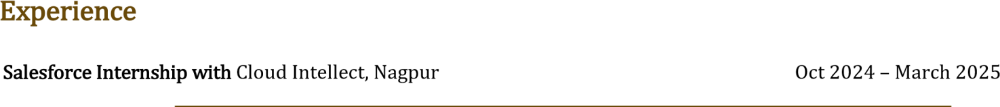 Experience
Salesforce Internship with Cloud Intellect, Nagpur Oct 2024 – March 2025